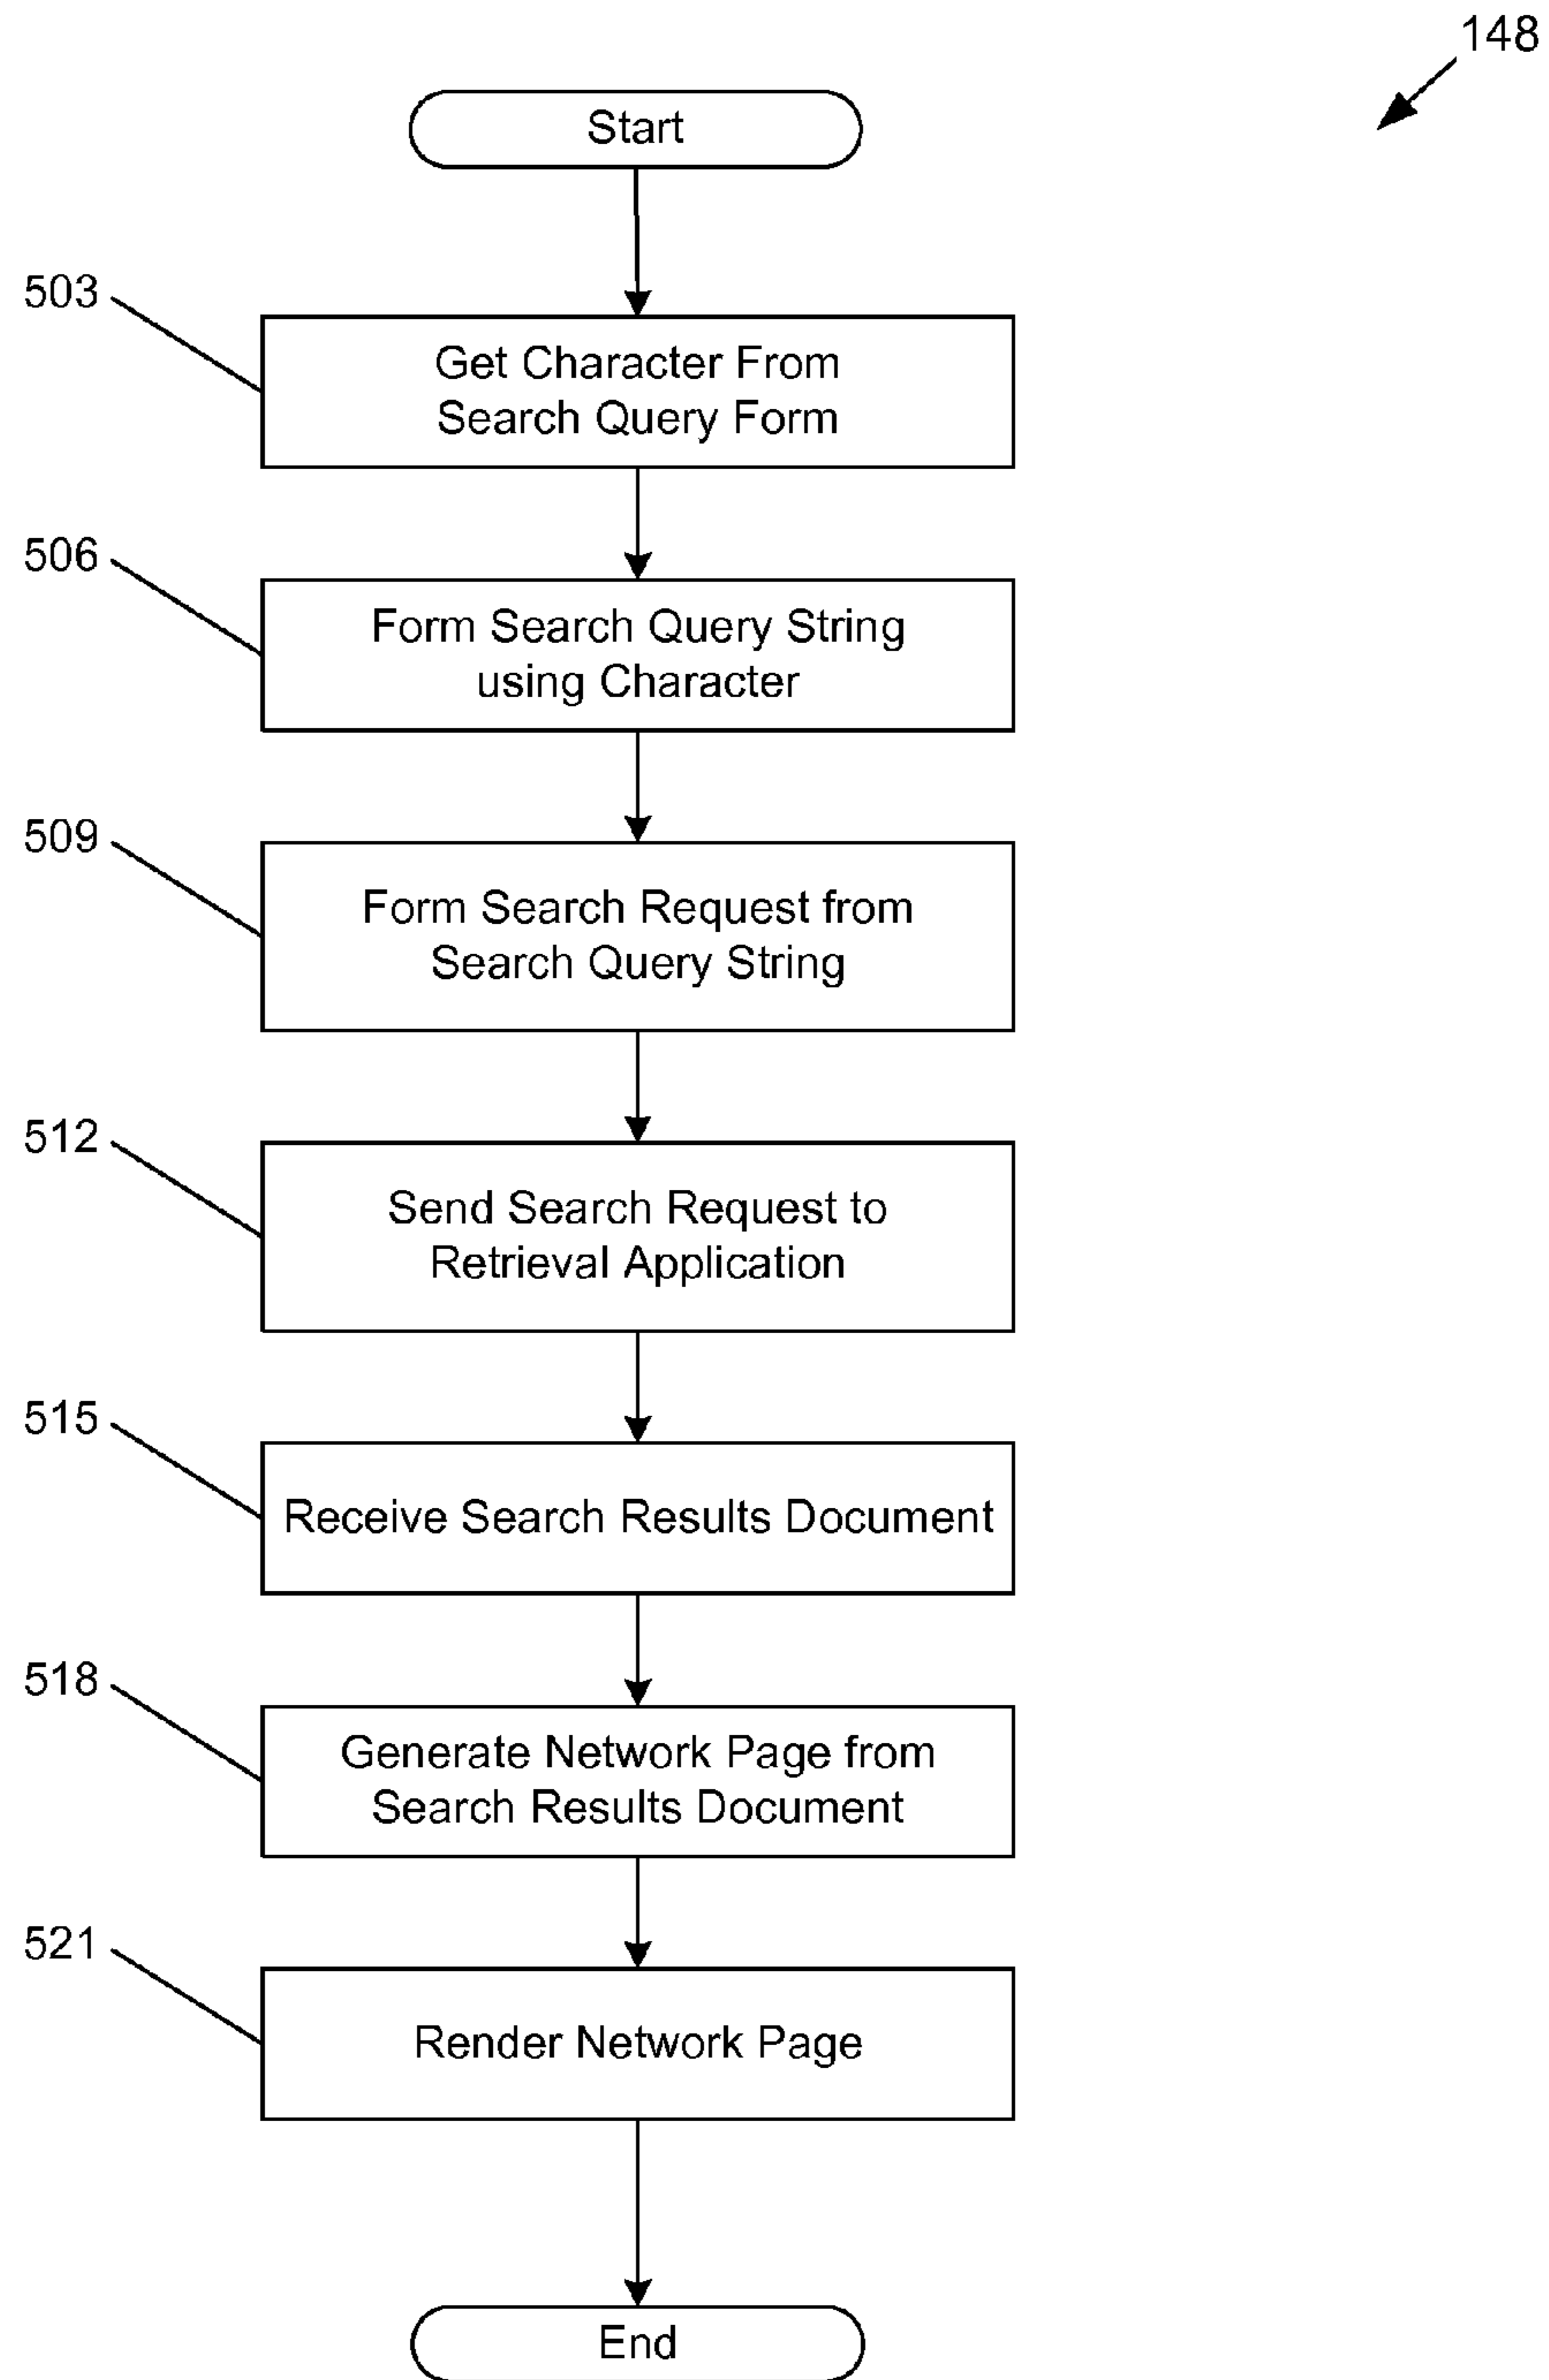 148
Start
503
Get Character From
Search Query Form
506
Form Search Query String
using Character
509
Form Search Request from
Search Query String
512
Send Search Request to
Retrieval Application
515
Receive Search Results Document
518
Generate Network Page from
Search Results Document
521
Render Network Page
End